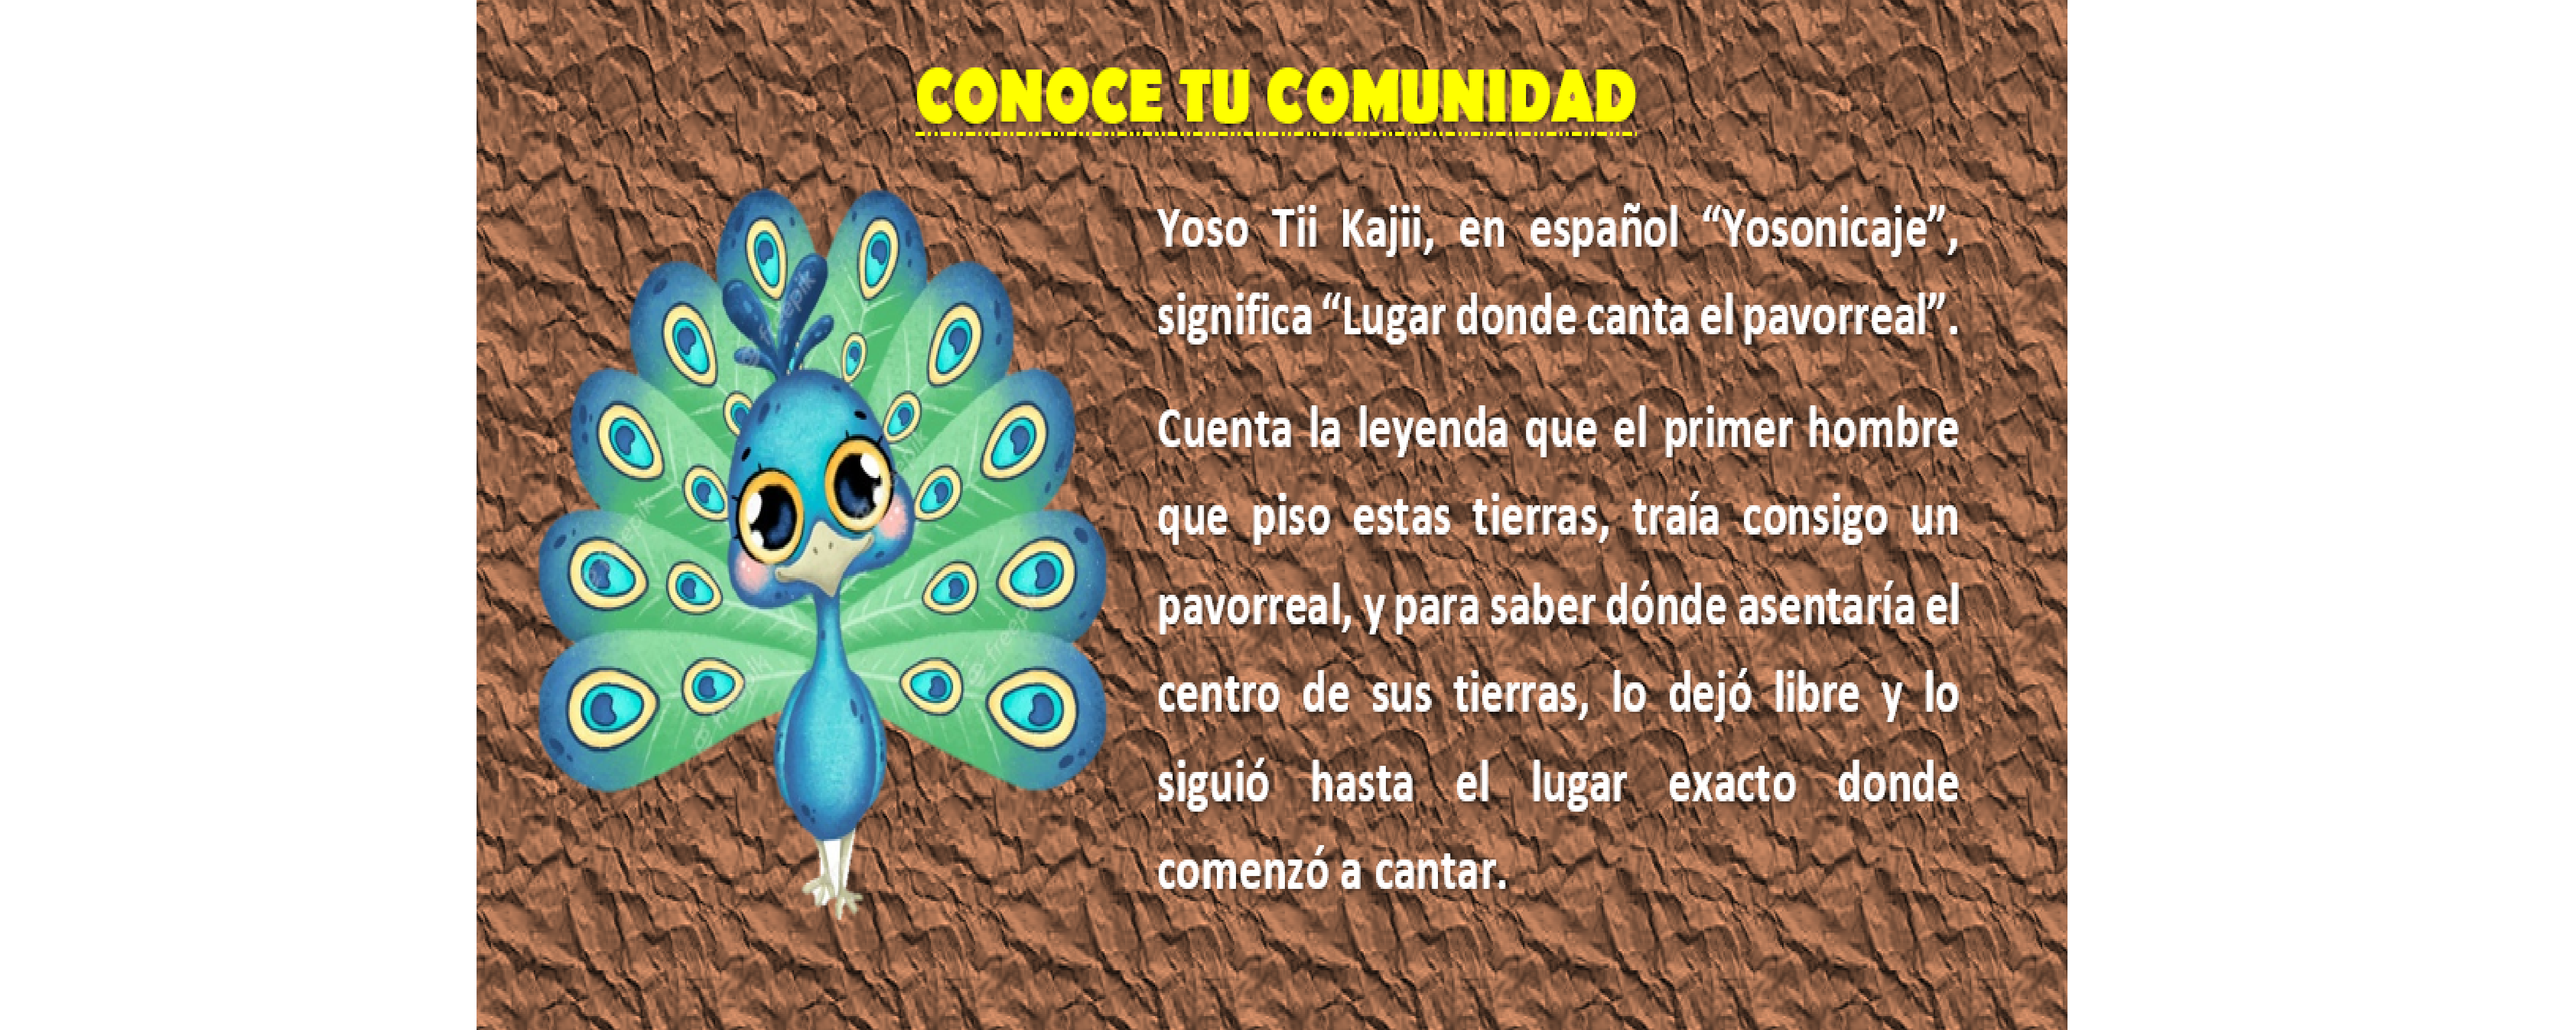 CONOCE TU COMUNIDAD
Yoso Tii Kajii, en español “Yosonicaje”,
significa “Lugar donde canta el pavorreal”.
Cuenta la leyenda que el primer hombre
que piso estas tierras, traía consigo un
pavorreal, y para saber dónde asentaría el
centro de sus tierras, lo dejó libre y lo
siguió hasta el lugar exacto donde
comenzó a cantar.